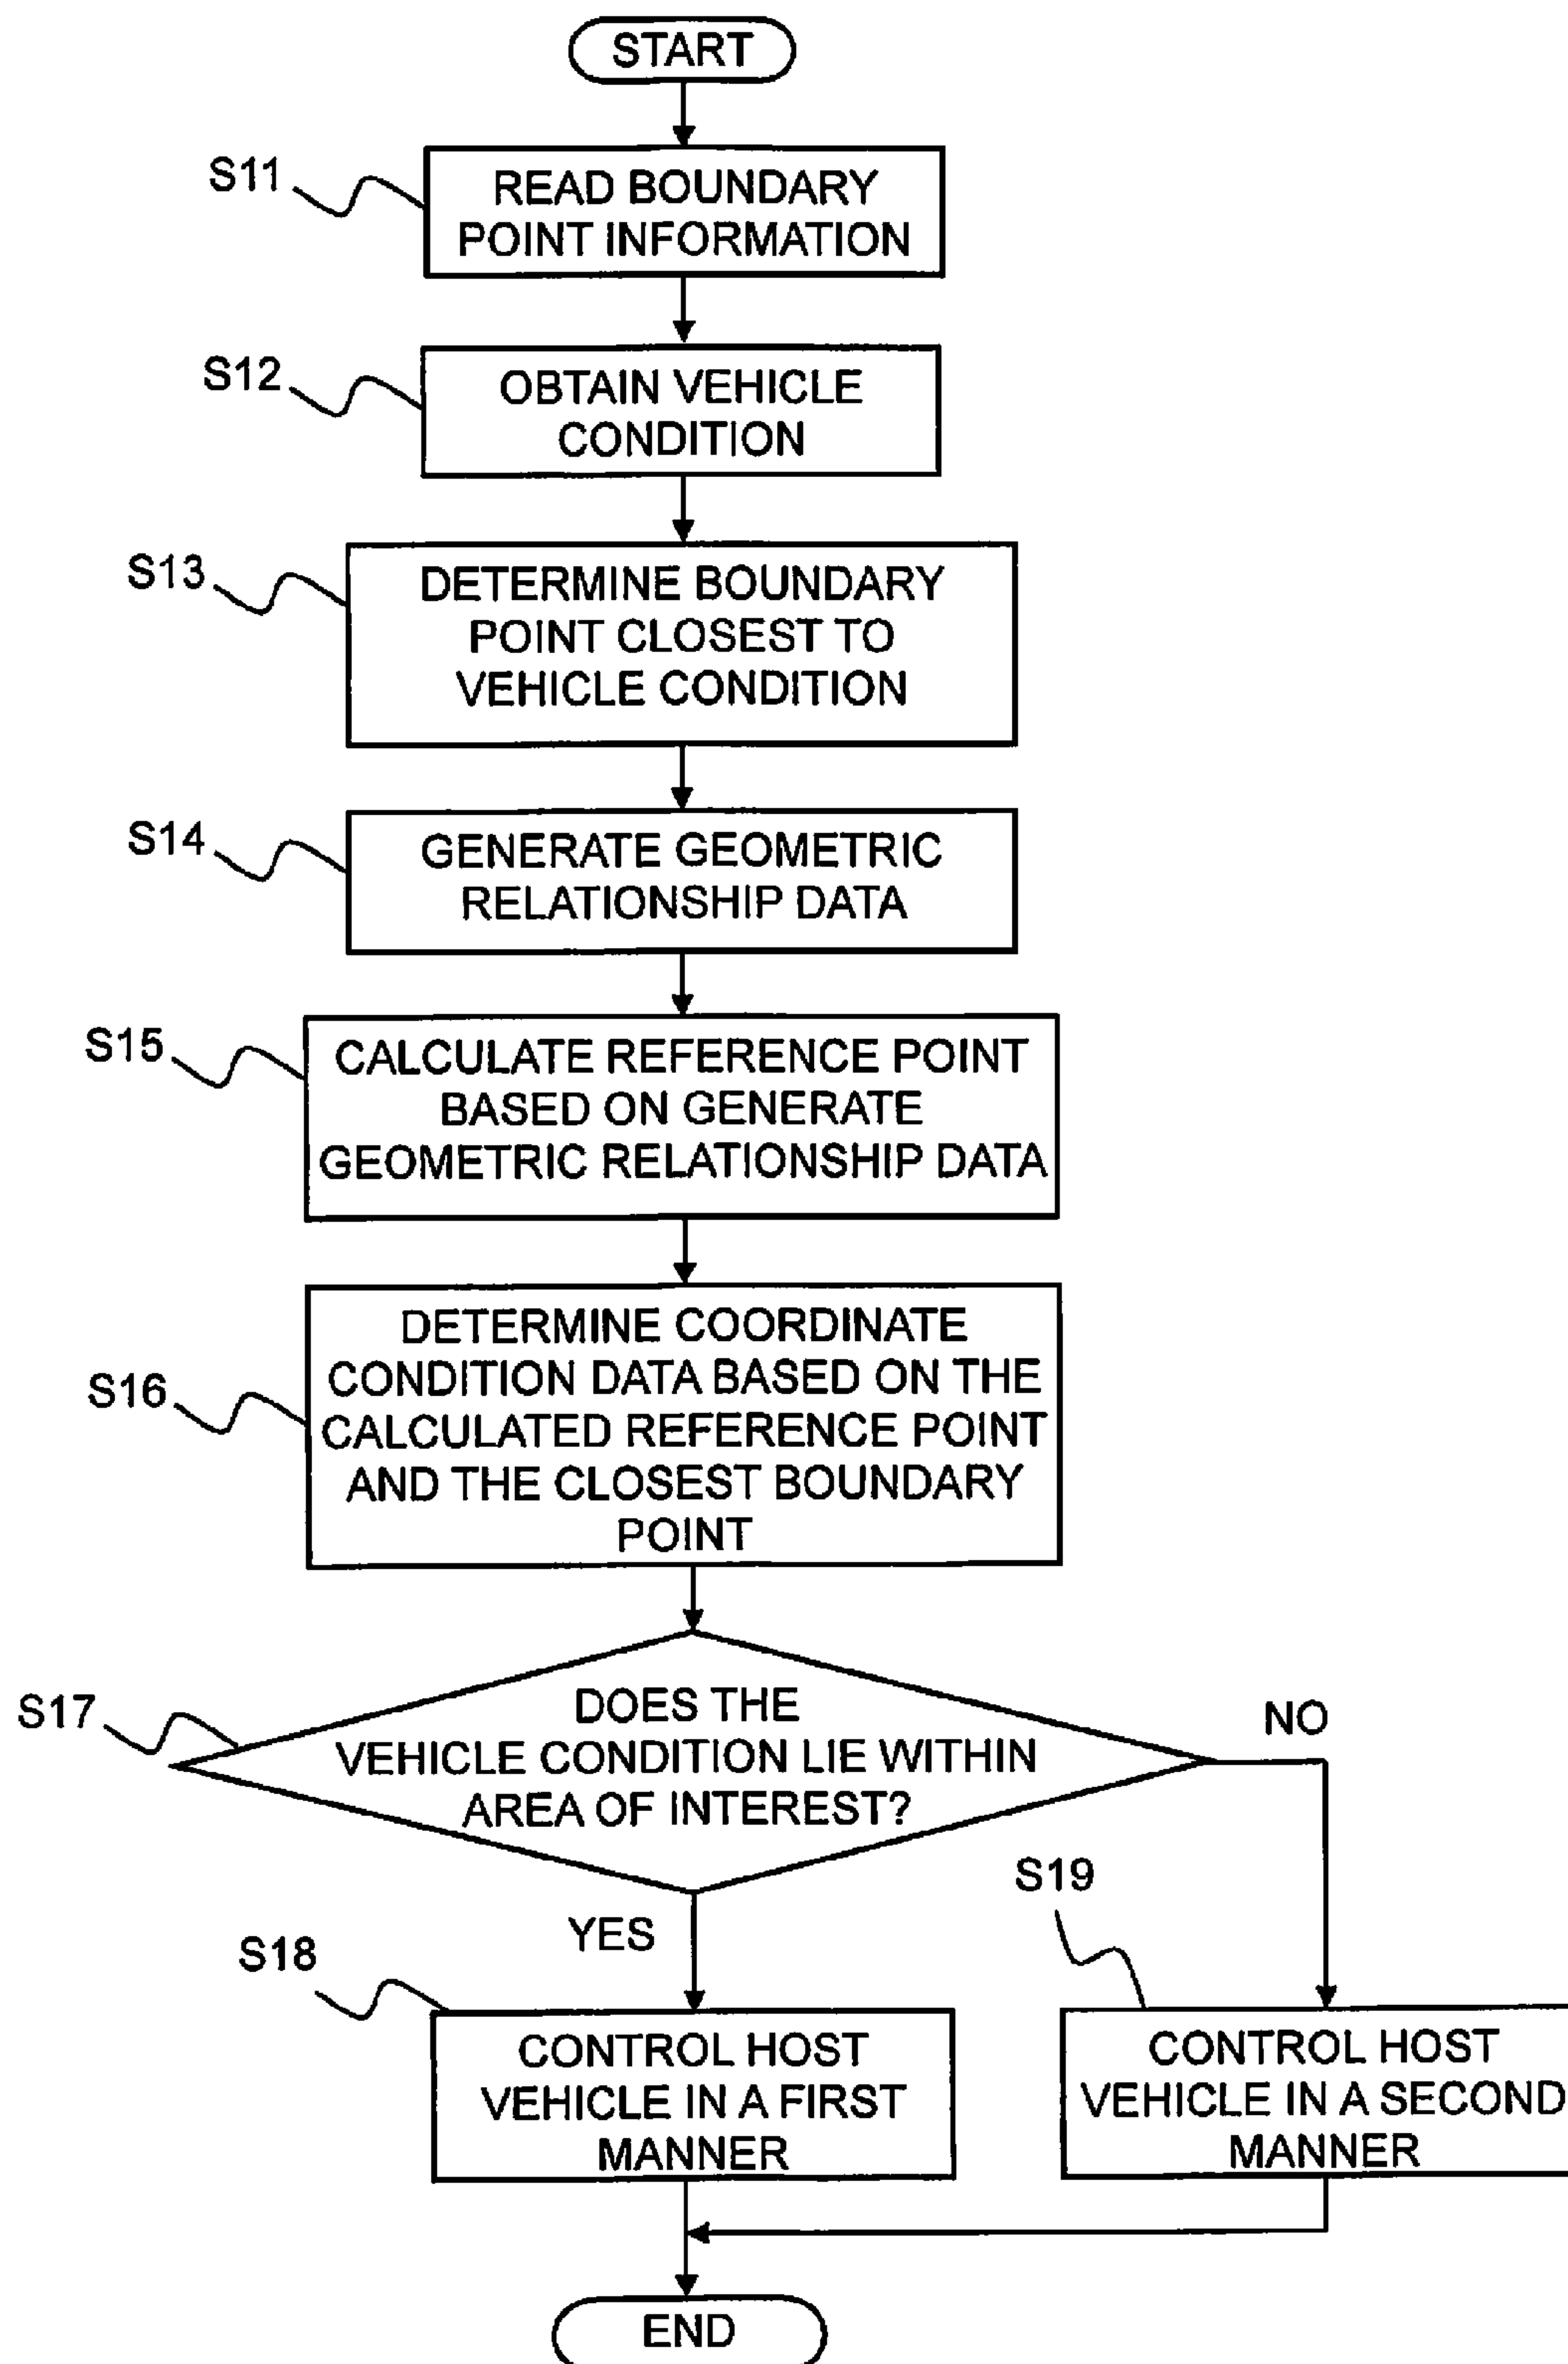 START
S11
READ BOUNDARY
POINT INFORMATION
S12
OBTAIN VEHICLE
CONDITION
S13
DETERMINE BOUNDARY
POINT CLOSEST TO
VEHICLE CONDITION
S14
GENERATE GEOMETRIC
RELATIONSHIP DATA
S15
CALCULATE REFERENCE POINT
BASED ON GENERATE
GEOMETRIC RELATIONSHIP DATA
S16
DETERMINE COORDINATE
CONDITION DATA BASED ON THE
CALCULATED REFERENCE POINT
AND THE CLOSEST BOUNDARY
POINT
S17
DOES THE
VEHICLE CONDITION LIE WITHIN
AREA OF INTEREST?
NO
YES
S18
CONTROL HOST
VEHICLE IN A FIRST
MANNER
S19
CONTROL HOST
VEHICLE IN A SECOND
MANNER
END